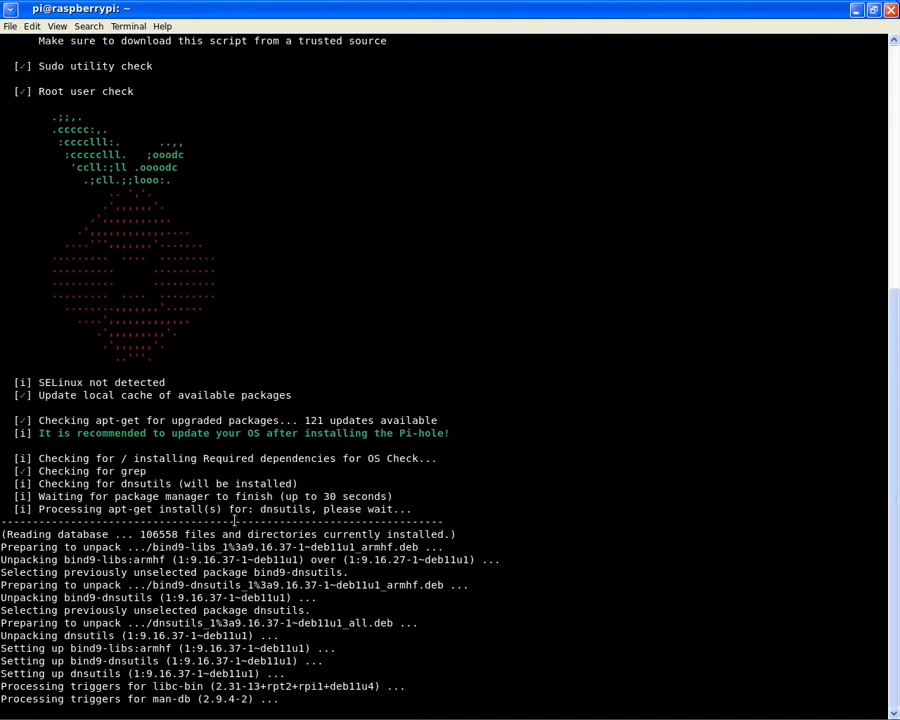 pi@raspberrypi: ~
File Edit View Search Terminal Help
Make sure to download this script from a trusted source
[✓] Sudo utility check
[✓] Root user check
.;;,.
.ccccc:,.
:cccclll:. ..,,
:ccccclll. ;ooodc
'ccll:;ll .oooodc
.;cll.;;looo:.
.. ','.
.',,,,,,'.
.',,,,,,,,,,.
.',,,,,,,,,,,,....
....''',,,,,,,'.......
......... .... .........
.......... ..........
.......... ..........
......... .... .........
........,,,,,,,'......
....',,,,,,,,,,,,.
.',,,,,,,,,'.
.',,,,,,'.
..'''.
[i] SELinux not detected
[✓] Update local cache of available packages
[✓] Checking apt-get for upgraded packages... 121 updates available
[i] It is recommended to update your OS after installing the Pi-hole!
[i] Checking for / installing Required dependencies for OS Check...
[✓] Checking for grep
[i] Checking for dnsutils (will be installed)
[i] Waiting for package manager to finish (up to 30 seconds)
[i] Processing apt-get install(s) for: dnsutils, please wait...
----------------------------------------------------------------------
(Reading database ... 106558 files and directories currently installed.)
Preparing to unpack .../bind9-libs_1%3a9.16.37-1~deb11u1_armhf.deb ...
Unpacking bind9-libs:armhf (1:9.16.37-1~deb11u1) over (1:9.16.27-1~deb11u1) ...
Selecting previously unselected package bind9-dnsutils.
Preparing to unpack .../bind9-dnsutils_1%3a9.16.37-1~deb11u1_armhf.deb ...
Unpacking bind9-dnsutils (1:9.16.37-1~deb11u1) ...
Selecting previously unselected package dnsutils.
Preparing to unpack .../dnsutils_1%3a9.16.37-1~deb11u1_all.deb ...
Unpacking dnsutils (1:9.16.37-1~deb11u1) ...
Setting up bind9-libs:armhf (1:9.16.37-1~deb11u1) ...
Setting up bind9-dnsutils (1:9.16.37-1~deb11u1) ...
Setting up dnsutils (1:9.16.37-1~deb11u1) ...
Processing triggers for libc-bin (2.31-13+rpt2+rpi1+deb11u4) ...
Processing triggers for man-db (2.9.4-2) ...